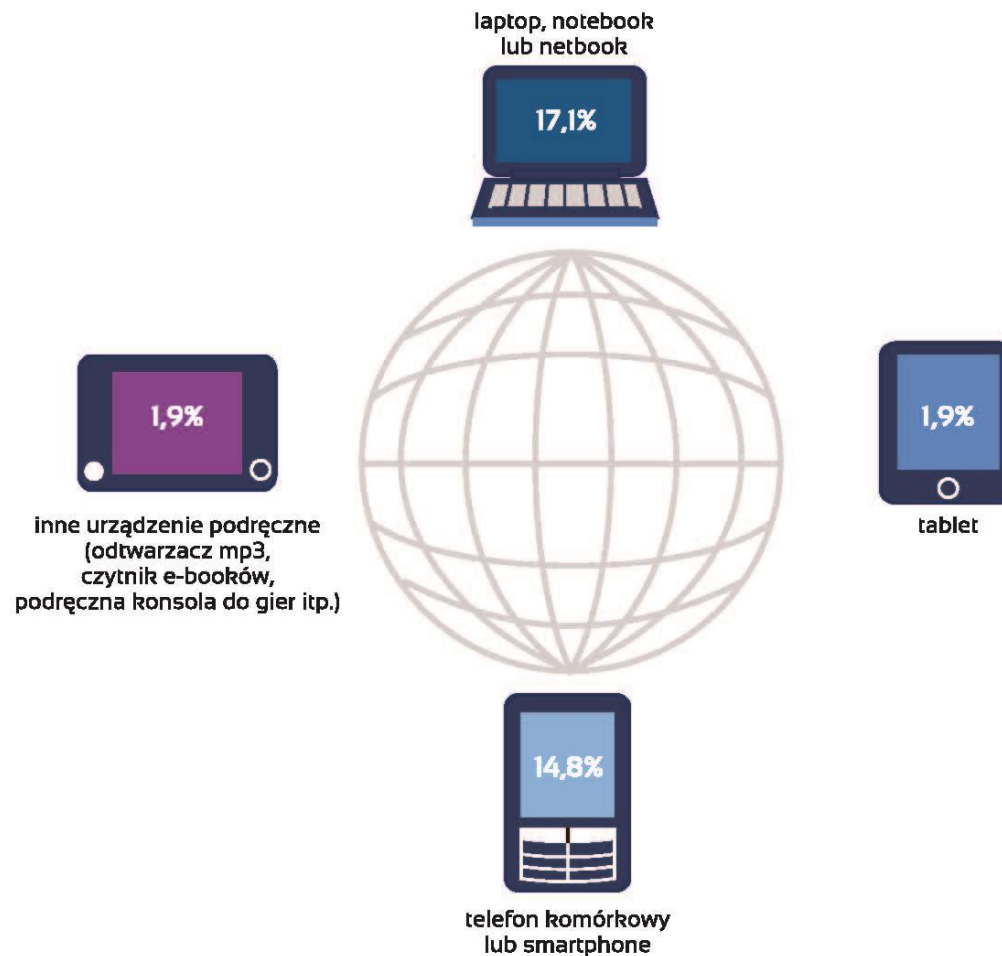 laptop, notebook
lub netbook
17,1%
1,9%
inne urządzenie podręczne
(odtwarzacz mp3,
czytnik e-booków,
podręczna konsola do gier itp.)
1,9%
tablet
14,8%
telefon komórkowy
lub smartphone